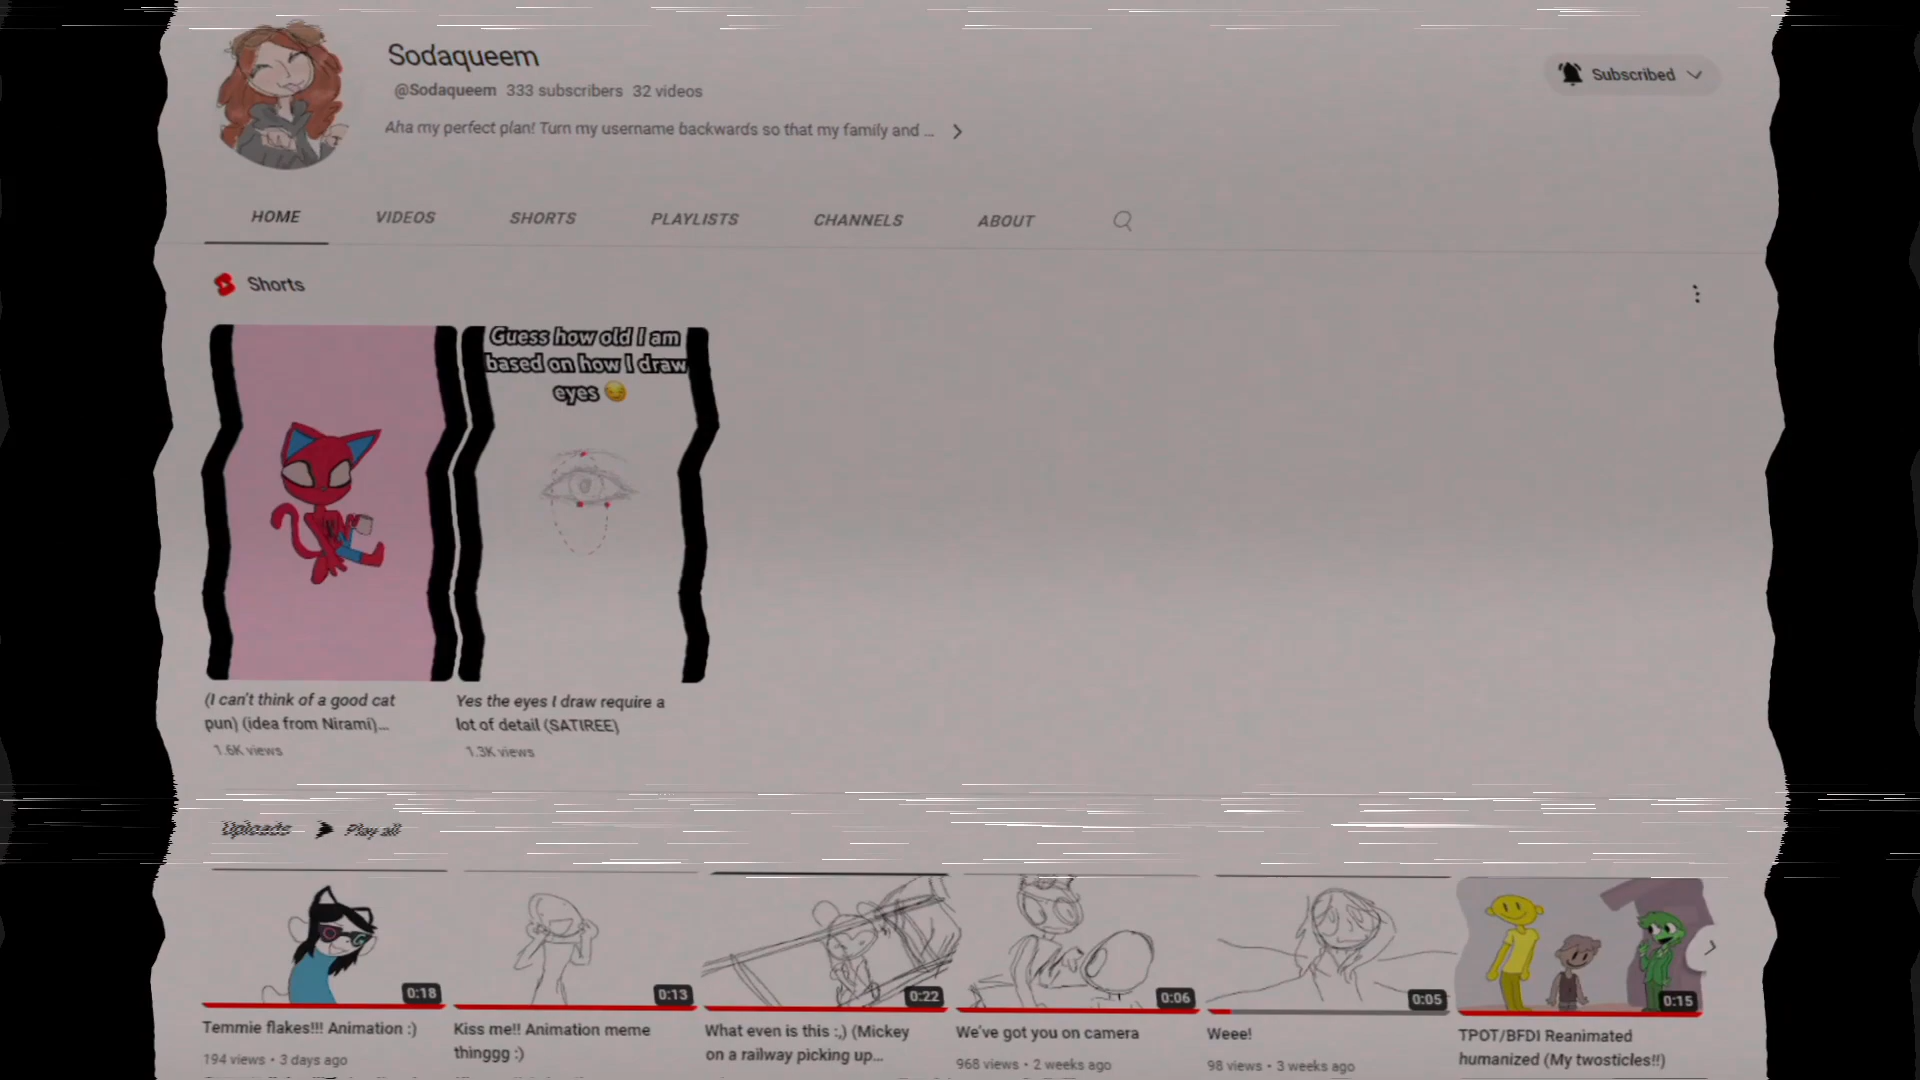 Sodaqueem
@Sodaqueem 333 subscribers 32 videos
Subscribed
Aha my perfect plan! Turn my username backwards so that my family and ...
HOME VIDEOS SHORTS PLAYLISTS CHANNELS ABOUT
Shorts
Guess how old I am
based on how I draw
eyes 😏
(I can't think of a good cat
pun) (idea from Nirami)...
1.6K views
Yes the eyes I draw require a
lot of detail (SATIREE)
1.3K views
Uploads Play all
0:18
0:13
0:22
0:06
0:05
0:15
Temmie flakes!!! Animation :)
194 views • 3 days ago
Kiss me!! Animation meme
thinggg :)
What even is this :,) (Mickey
on a railway picking up...
We've got you on camera
968 views • 2 weeks ago
Weee!
98 views • 3 weeks ago
TPOT/BFDI Reanimated
humanized (My twosticles!!)